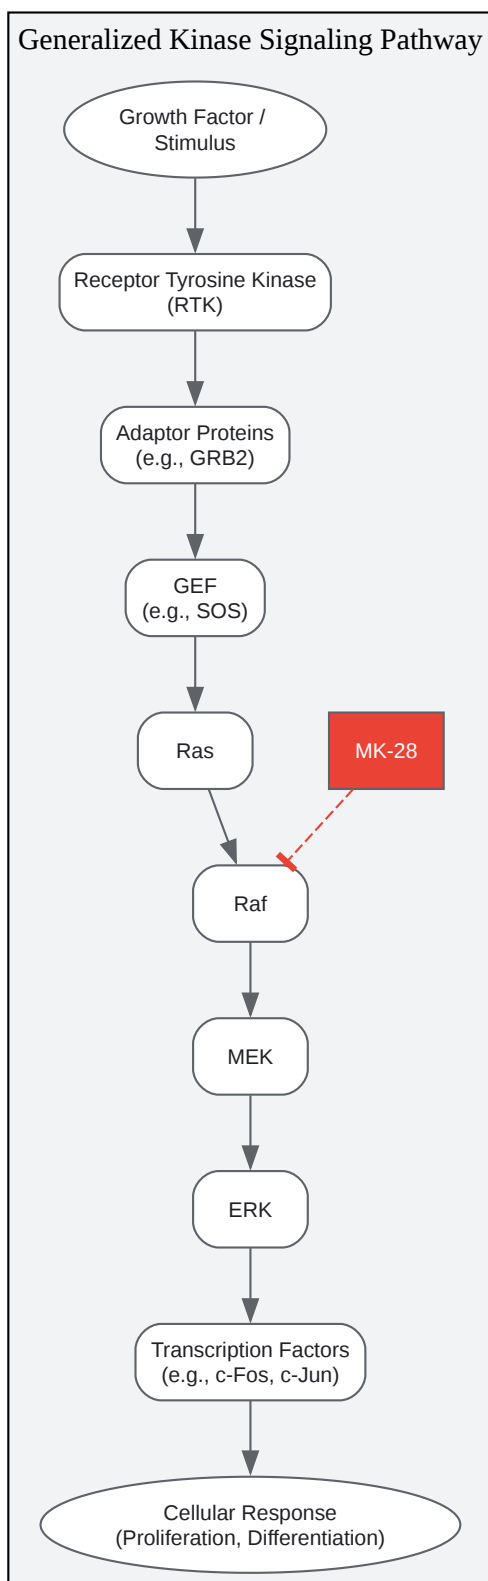 Generalized Kinase Signaling Pathway
Growth Factor /
Stimulus
Receptor Tyrosine Kinase
(RTK)
Adaptor Proteins
(e.g., GRB2)
GEF
(e.g., SOS)
Ras
MK-28
Raf
MEK
ERK
Transcription Factors
(e.g., c-Fos, c-Jun)
Cellular Response
(Proliferation, Differentiation)